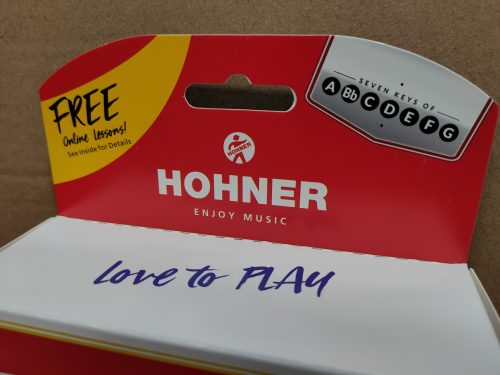 FREE
Online Lessons!
See inside for Details
SEVEN KEYS OF
A Bb C D E F G
HOHNER
HOHNER
ENJOY MUSIC
Love to PLAY